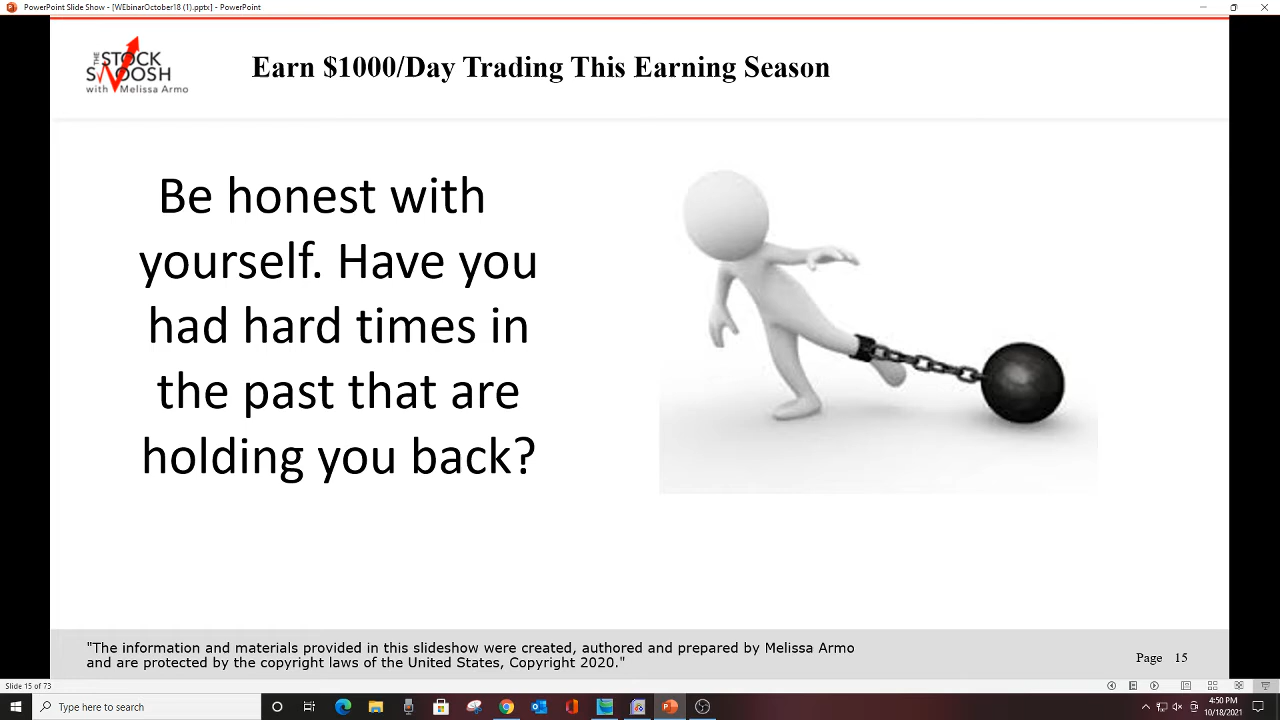 PowerPoint Slide Show - [WEbinarOctober18 (1).pptx] - PowerPoint
THE
STOCK
SWOOSH
with Melissa Armo
Earn $1000/Day Trading This Earning Season
Be honest with
yourself. Have you
had hard times in
the past that are
holding you back?
"The information and materials provided in this slideshow were created, authored and prepared by Melissa Armo
and are protected by the copyright laws of the United States, Copyright 2020."
Page 15
Slide 15 of 73
Type here to search
4:50 PM
10/18/2021